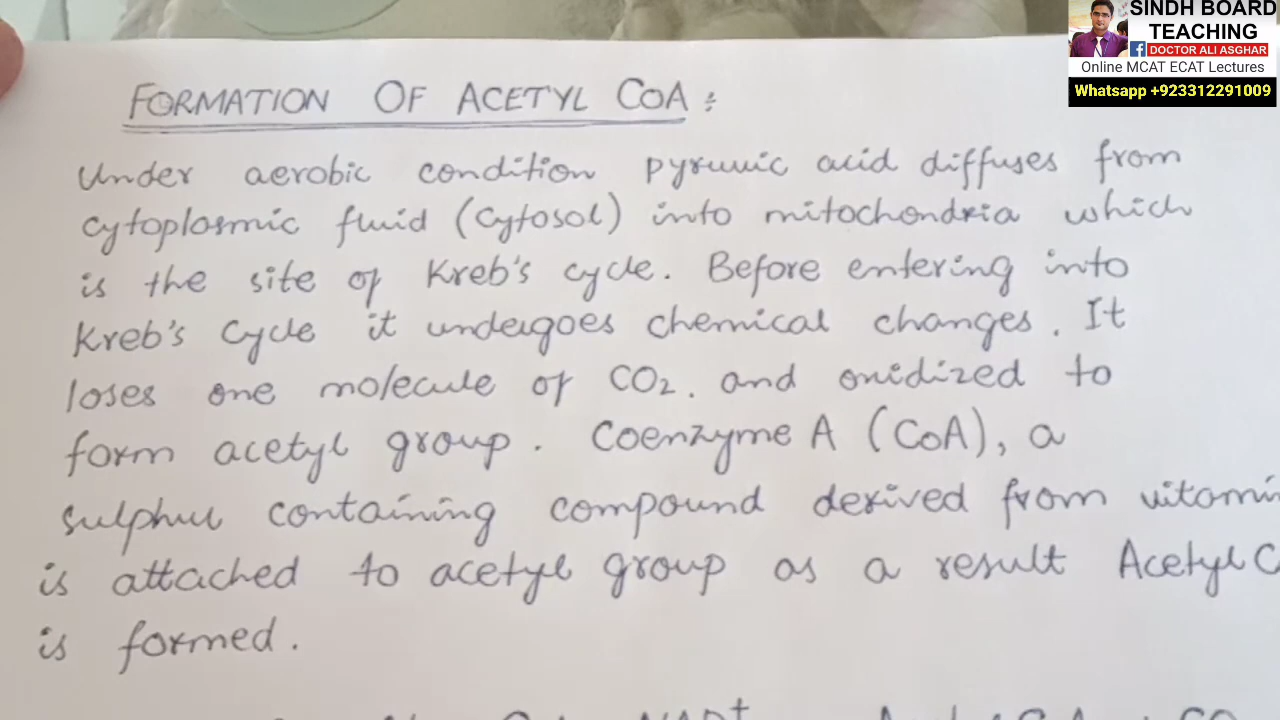 SINDH BOARD
TEACHING
DOCTOR ALI ASGHAR
Online MCAT ECAT Lectures
Whatsapp +923312291009
FORMATION OF ACETYL COA :
Under aerobic condition pyruvic acid diffuses from
cytoplasmic fluid (cytosol) into mitochondria which
is the site of Kreb's cycle. Before entering into
Kreb's Cycle it undergoes chemical changes. It
loses one molecule of CO2. and oxidized to
form acetyl group. Coenzyme A (CoA), a
sulphur containing compound derived from vitami
is attached to acetyl group as a result Acetyl C
is formed.
NAD+